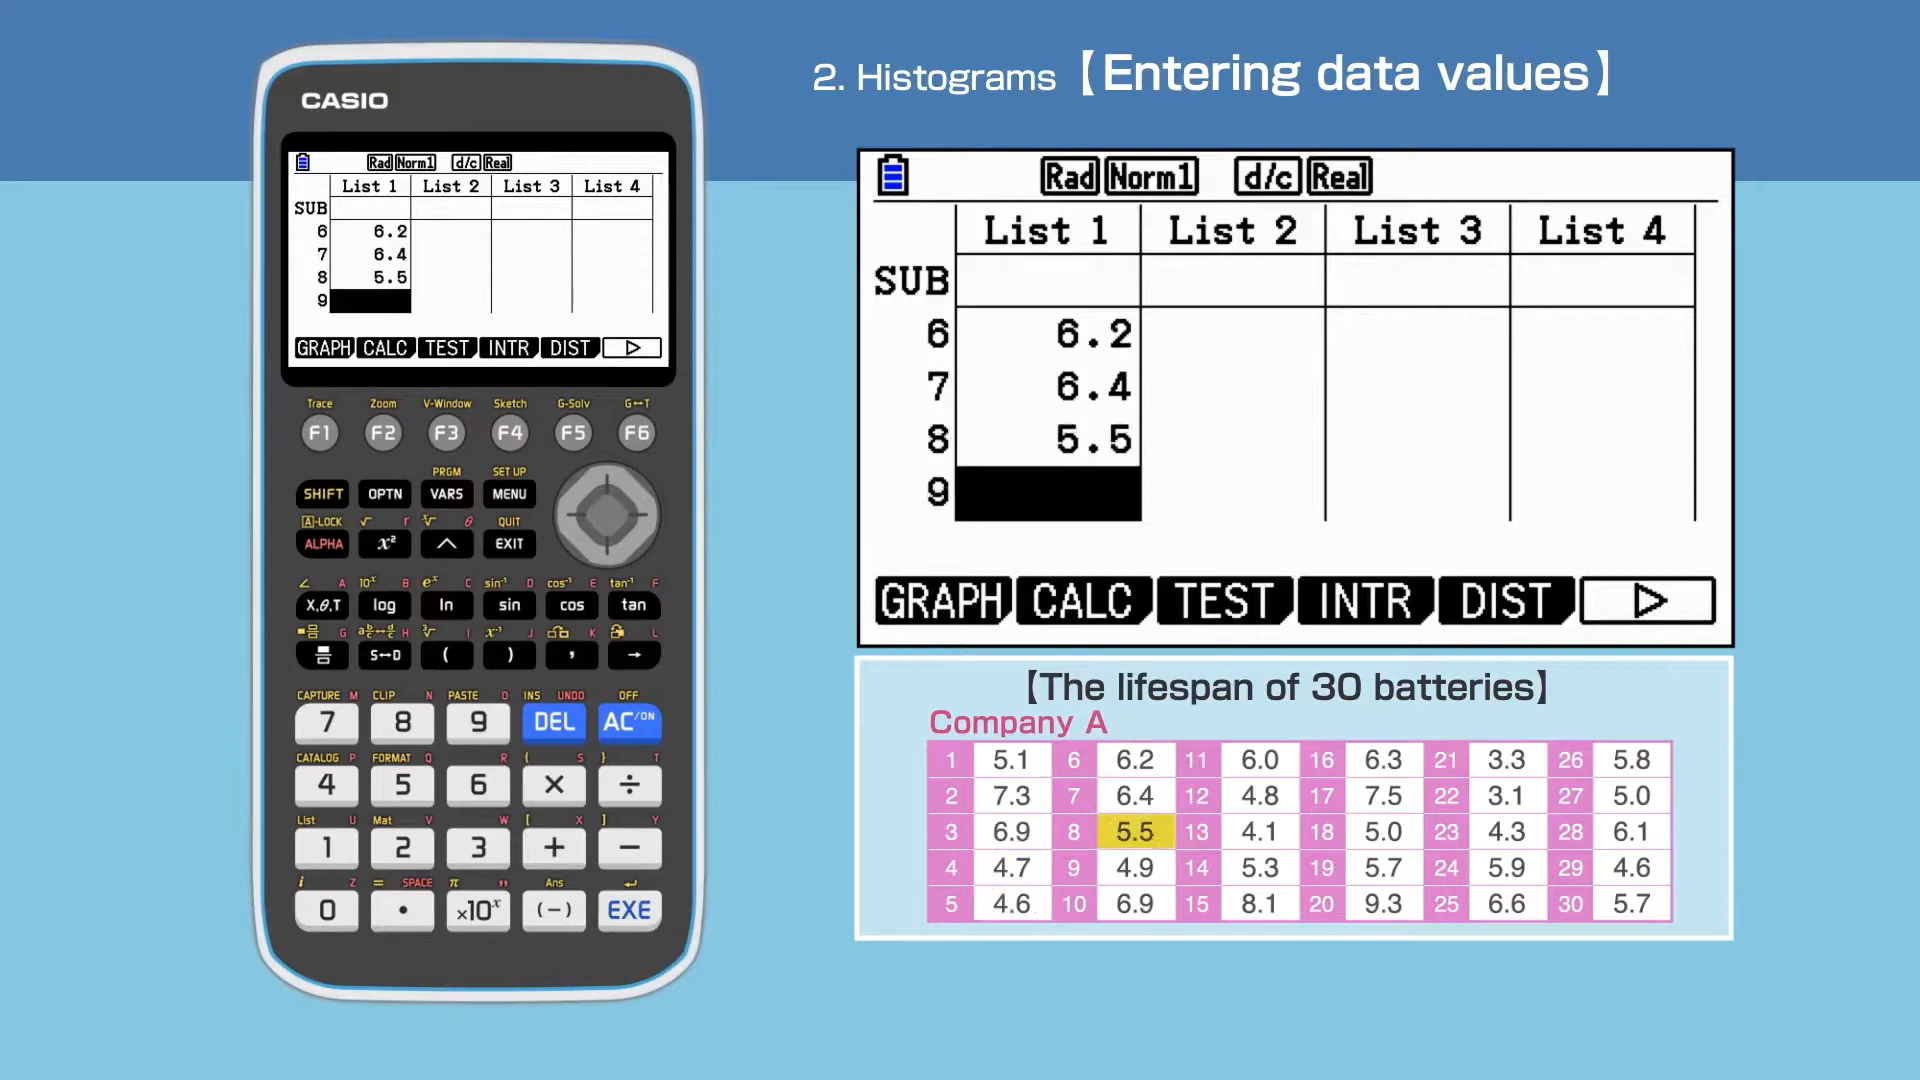 2. Histograms【Entering data values】
CASIO
Rad Norm1 d/c Real
List 1 List 2 List 3 List 4
SUB
6 6.2
7 6.4
8 5.5
9
GRAPH CALC TEST INTR DIST ▷
Trace Zoom V-Window Sketch G-Solv G↔T
F1 F2 F3 F4 F5 F6
PRGM SET UP
SHIFT OPTN VARS MENU
A-LOCK √ r ˣ√ θ QUIT
ALPHA x² ^ EXIT
∠ A 10ˣ B eˣ C sin⁻¹ D cos⁻¹ E tan⁻¹ F
X,θ,T log ln sin cos tan
G a b/c↔d/c H ³√ I x⁻¹ J K L
S↔D ( ) , →
CAPTURE M CLIP N PASTE O INS UNDO OFF
7 8 9 DEL AC/ON
CATALOG P FORMAT Q R { S } T
4 5 6 × ÷
List U Mat V W [ X ] Y
1 2 3 + −
i Z = SPACE π " Ans ↵
0 • ×10ˣ (−) EXE
Rad Norm1 d/c Real
List 1 List 2 List 3 List 4
SUB
6 6.2
7 6.4
8 5.5
9
GRAPH CALC TEST INTR DIST ▷
【The lifespan of 30 batteries】
Company A
1 5.1 6 6.2 11 6.0 16 6.3 21 3.3 26 5.8
2 7.3 7 6.4 12 4.8 17 7.5 22 3.1 27 5.0
3 6.9 8 5.5 13 4.1 18 5.0 23 4.3 28 6.1
4 4.7 9 4.9 14 5.3 19 5.7 24 5.9 29 4.6
5 4.6 10 6.9 15 8.1 20 9.3 25 6.6 30 5.7